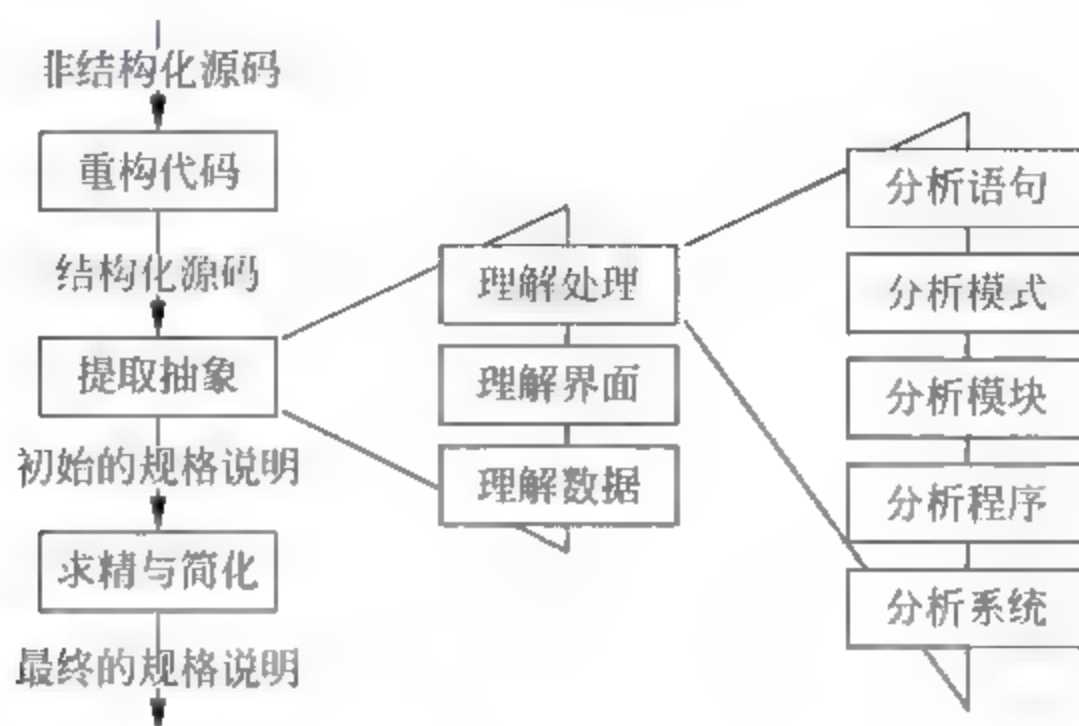 非结构化源码
重构代码
结构化源码
提取抽象
初始的规格说明
求精与简化
最终的规格说明
理解处理
理解界面
理解数据
分析语句
分析模式
分析模块
分析程序
分析系统